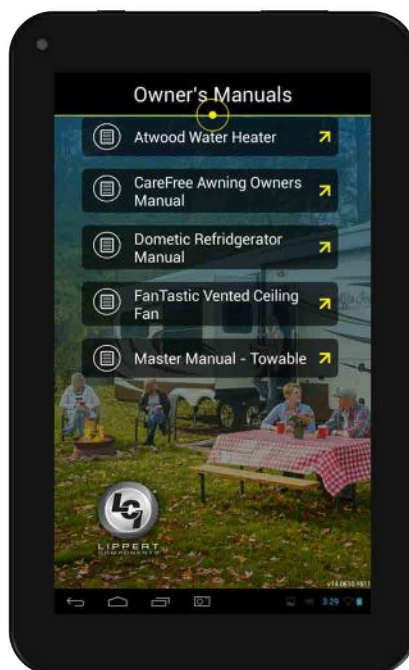 Owner's Manuals
Atwood Water Heater
CareFree Awning Owners
Manual
Dometic Refridgerator
Manual
FanTastic Vented Ceiling
Fan
Master Manual - Towable
LCI
LIPPERT
COMPONENTS
3:29